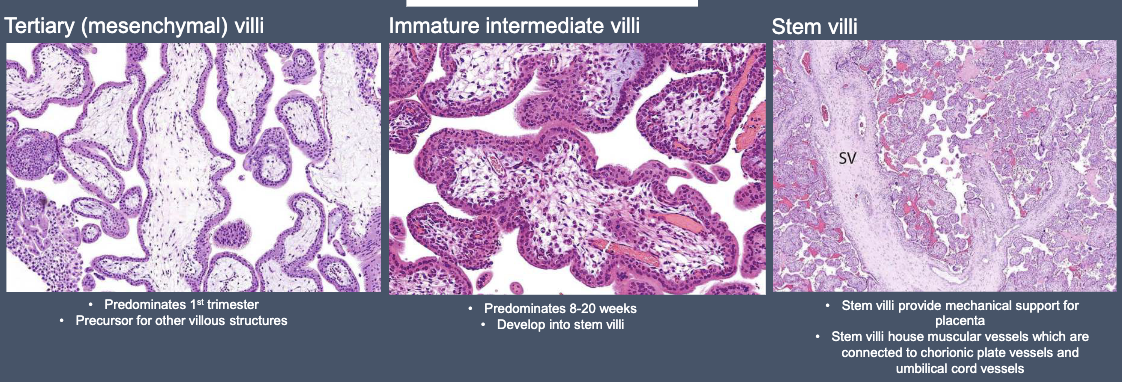 Tertiary (mesenchymal) villi
Immature intermediate villi
Stem villi
SV
• Predominates 1st trimester
• Precursor for other villous structures
• Predominates 8-20 weeks
• Develop into stem villi
• Stem villi provide mechanical support for
placenta
• Stem villi house muscular vessels which are
connected to chorionic plate vessels and
umbilical cord vessels